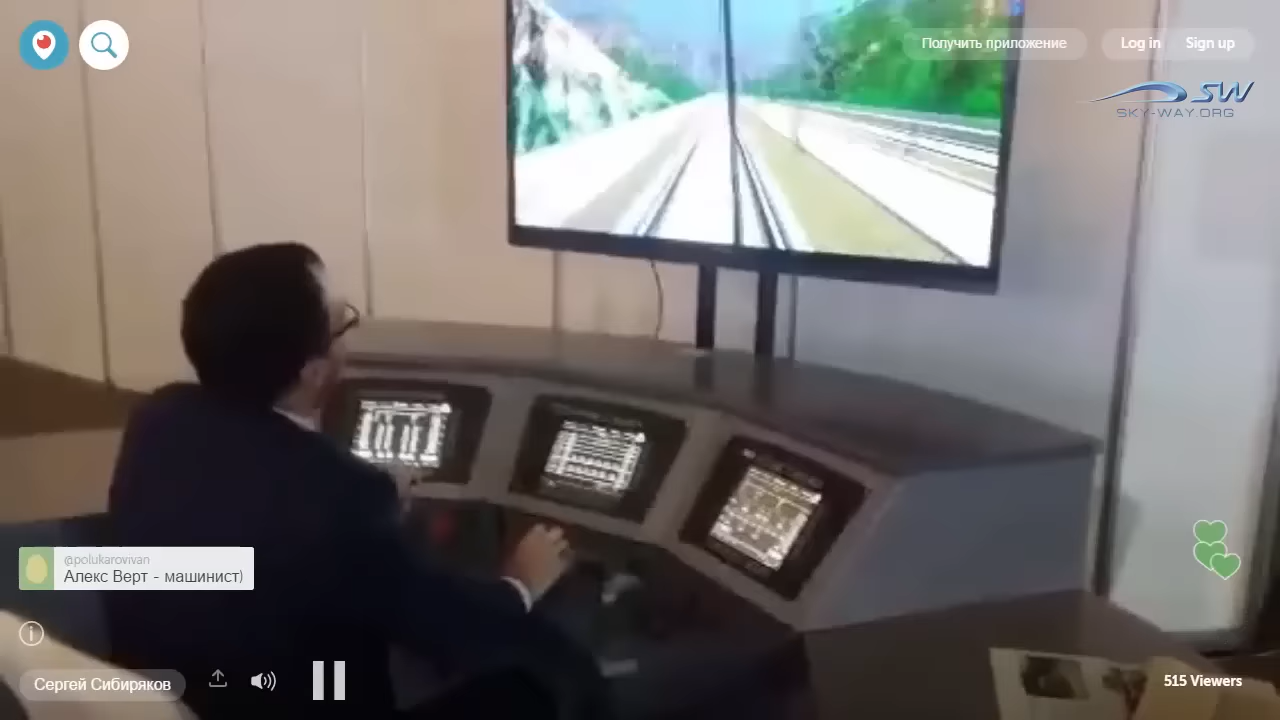 Получить приложение
Log in
Sign up
SW
SKY-WAY.ORG
@polukarovivan
Алекс Верт - машинист)
Сергей Сибиряков
515 Viewers